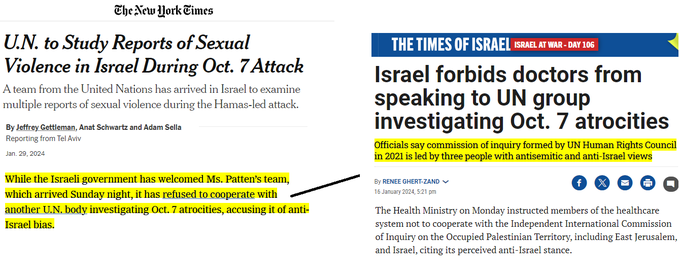 The New York Times
U.N. to Study Reports of Sexual
Violence in Israel During Oct. 7 Attack
A team from the United Nations has arrived in Israel to examine
multiple reports of sexual violence during the Hamas-led attack.
By Jeffrey Gettleman, Anat Schwartz and Adam Sella
Reporting from Tel Aviv
Jan. 29, 2024
While the Israeli government has welcomed Ms. Patten's team,
which arrived Sunday night, it has refused to cooperate with
another U.N. body investigating Oct. 7 atrocities, accusing it of anti-
Israel bias.
THE TIMES OF ISRAEL ISRAEL AT WAR - DAY 106
Israel forbids doctors from
speaking to UN group
investigating Oct. 7 atrocities
Officials say commission of inquiry formed by UN Human Rights Council
in 2021 is led by three people with antisemitic and anti-Israel views
By RENEE GHERT-ZAND
16 January 2024, 5:21 pm
The Health Ministry on Monday instructed members of the healthcare
system not to cooperate with the Independent International Commission
of Inquiry on the Occupied Palestinian Territory, including East Jerusalem,
and Israel, citing its perceived anti-Israel stance.